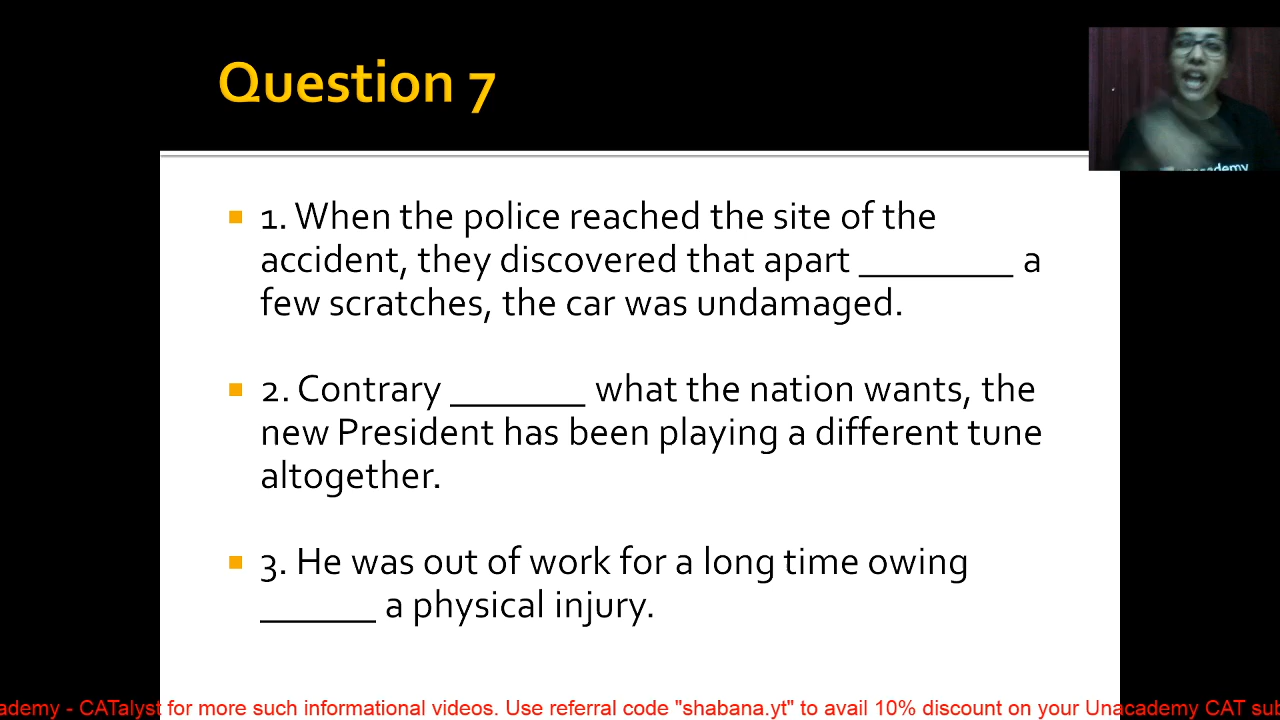 Question 7
1. When the police reached the site of the
accident, they discovered that apart ________ a
few scratches, the car was undamaged.
2. Contrary _______ what the nation wants, the
new President has been playing a different tune
altogether.
3. He was out of work for a long time owing
______ a physical injury.
ademy - CATalyst for more such informational videos. Use referral code "shabana.yt" to avail 10% discount on your Unacademy CAT sub